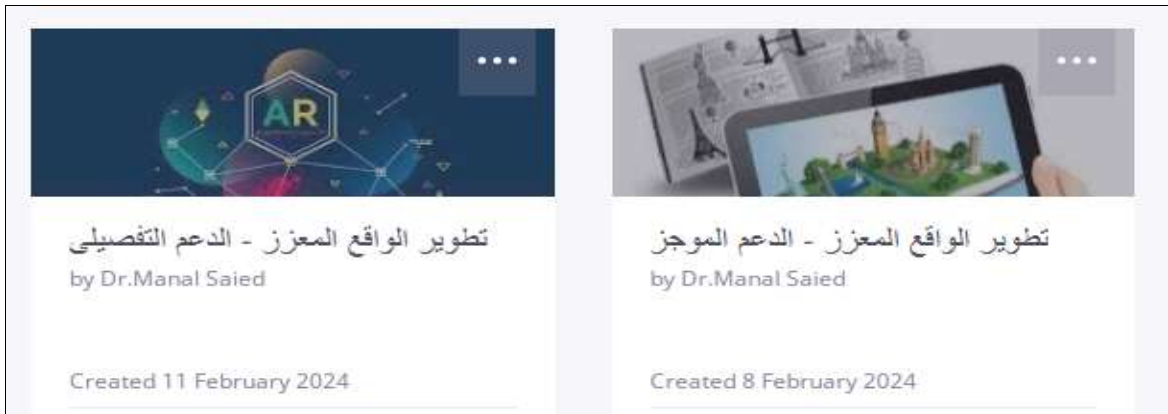 AR
تطوير الواقع المعزز - الدعم التفصيلى
by Dr.Manal Saied
Created 11 February 2024
تطوير الواقع المعزز - الدعم الموجز
by Dr.Manal Saied
Created 8 February 2024